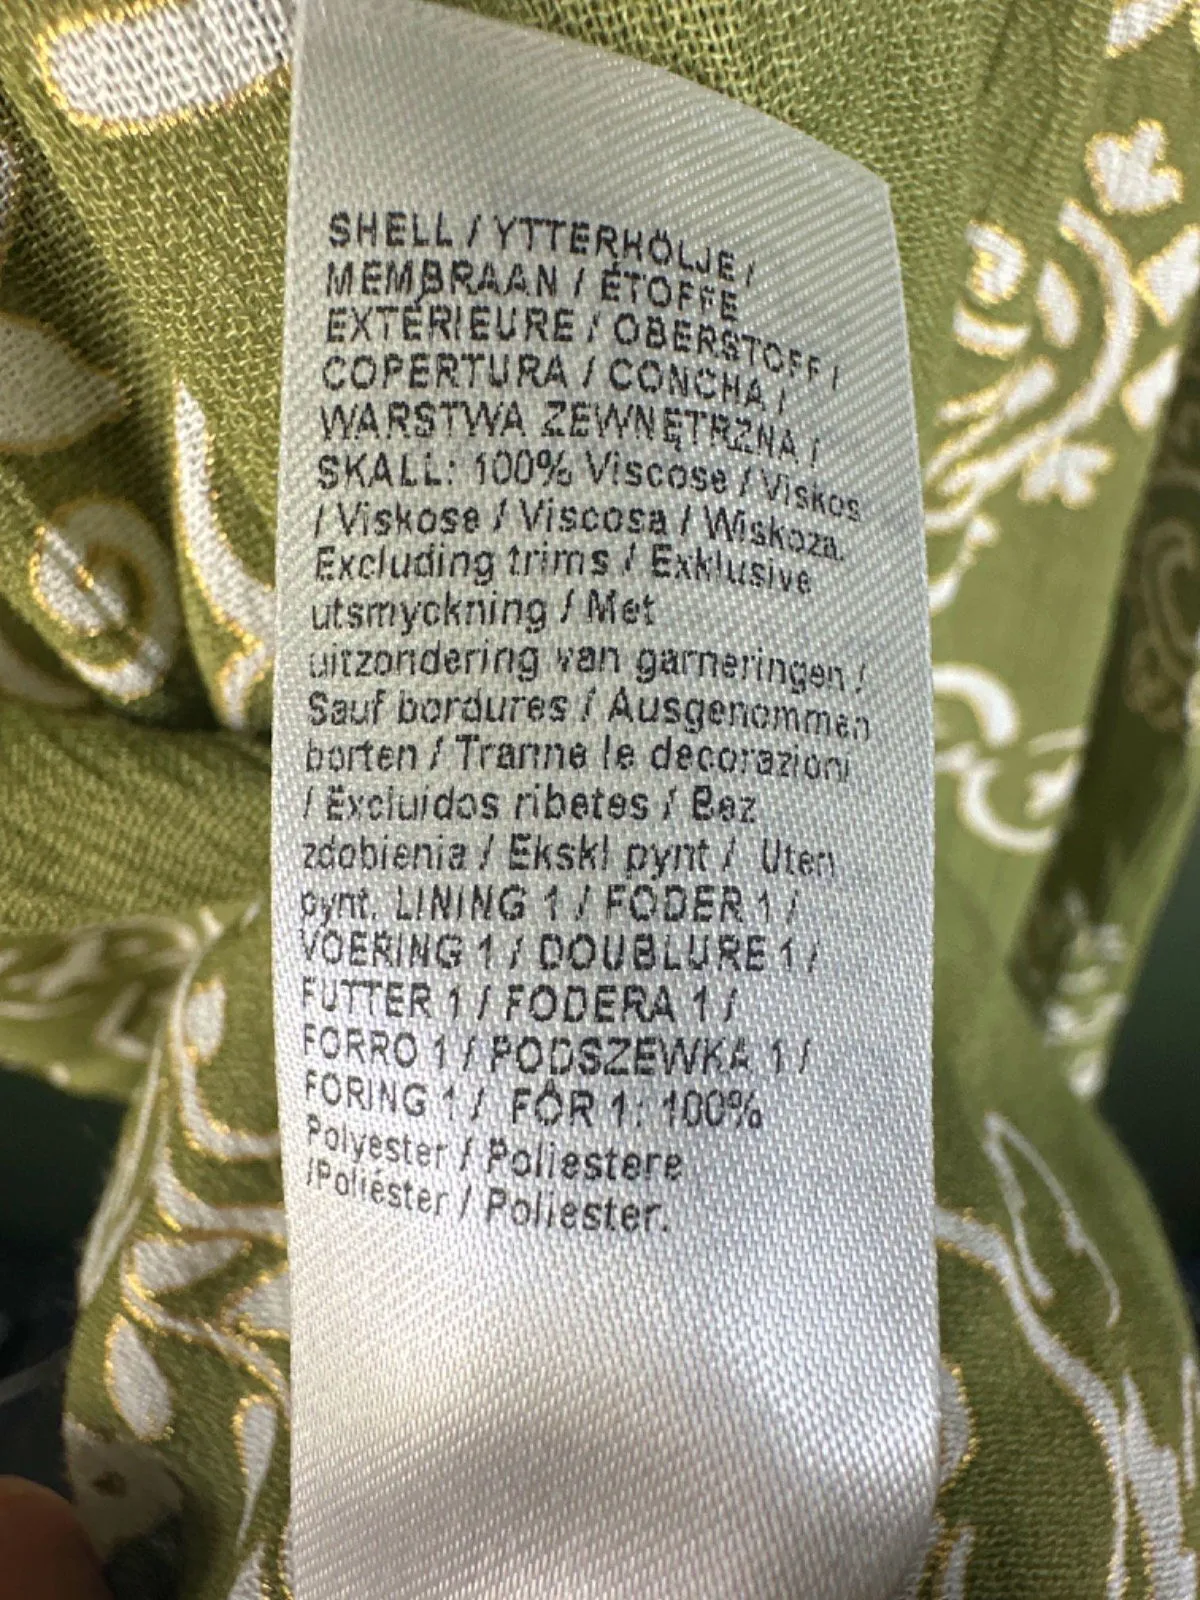 SHELL / YTTERHÖLJE /
MEMBRAAN / ÉTOFFE
EXTÉRIEURE / OBERSTOFF /
COPERTURA / CONCHA /
WARSTWA ZEWNĘTRZNA /
SKALL: 100% Viscose / Viskos
/ Viskose / Viscosa / Wiskoza.
Excluding trims / Exklusive
utsmyckning / Met
uitzondering van garneringen /
Sauf bordures / Ausgenommen
borten / Tranne le decorazioni
/ Excluidos ribetes / Bez
zdobienia / Ekskl pynt / Uten
pynt. LINING 1 / FODER 1 /
VOERING 1 / DOUBLURE 1 /
FUTTER 1 / FODERA 1 /
FORRO 1 / PODSZEWKA 1 /
FORING 1 / FÔR 1: 100%
Polyester / Poliestere
/Poliéster / Poliester.